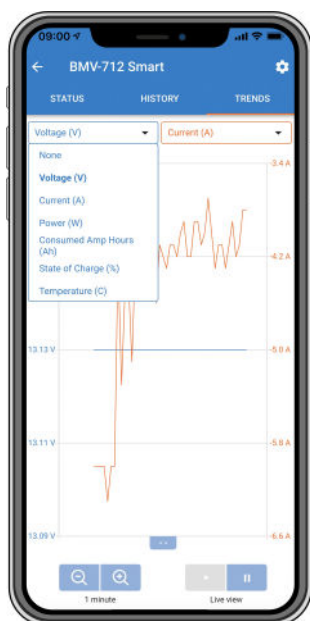 09:00
BMV-712 Smart
STATUS HISTORY TRENDS
Voltage (V) Current (A)
None
Voltage (V)
Current (A)
Power (W)
Consumed Amp Hours
(Ah)
State of Charge (%)
Temperature (C)
-3.4 A
-4.2 A
13.13 V -5.0 A
13.11 V -5.8 A
13.09 V -6.6 A
1 minute Live view